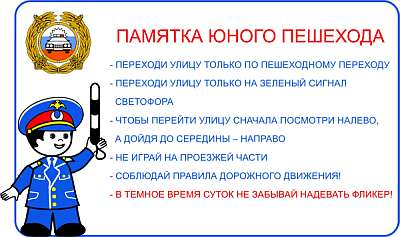 ПАМЯТКА ЮНОГО ПЕШЕХОДА
- ПЕРЕХОДИ УЛИЦУ ТОЛЬКО ПО ПЕШЕХОДНОМУ ПЕРЕХОДУ
- ПЕРЕХОДИ УЛИЦУ ТОЛЬКО НА ЗЕЛЕНЫЙ СИГНАЛ
СВЕТОФОРА
- ЧТОБЫ ПЕРЕЙТИ УЛИЦУ СНАЧАЛА ПОСМОТРИ НАЛЕВО,
А ДОЙДЯ ДО СЕРЕДИНЫ – НАПРАВО
- НЕ ИГРАЙ НА ПРОЕЗЖЕЙ ЧАСТИ
- СОБЛЮДАЙ ПРАВИЛА ДОРОЖНОГО ДВИЖЕНИЯ!
- В ТЕМНОЕ ВРЕМЯ СУТОК НЕ ЗАБЫВАЙ НАДЕВАТЬ ФЛИКЕР!